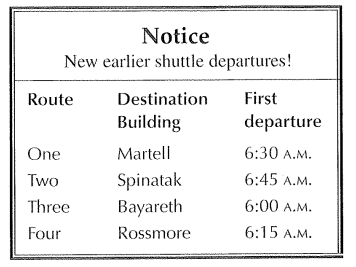 Notice
New earlier shuttle departures!
Route Destination Building First departure
One Martell 6:30 A.M.
Two Spinatak 6:45 A.M.
Three Bayareth 6:00 A.M.
Four Rossmore 6:15 A.M.